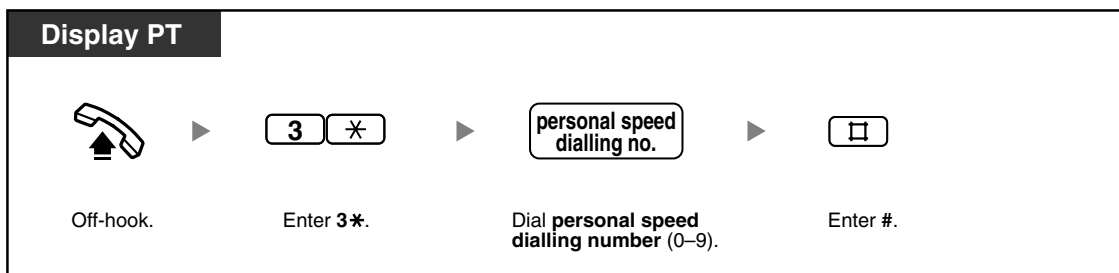 Display PT
3 ✳
personal speed
dialling no.
#
Off-hook.
Enter 3✳.
Dial personal speed
dialling number (0–9).
Enter #.